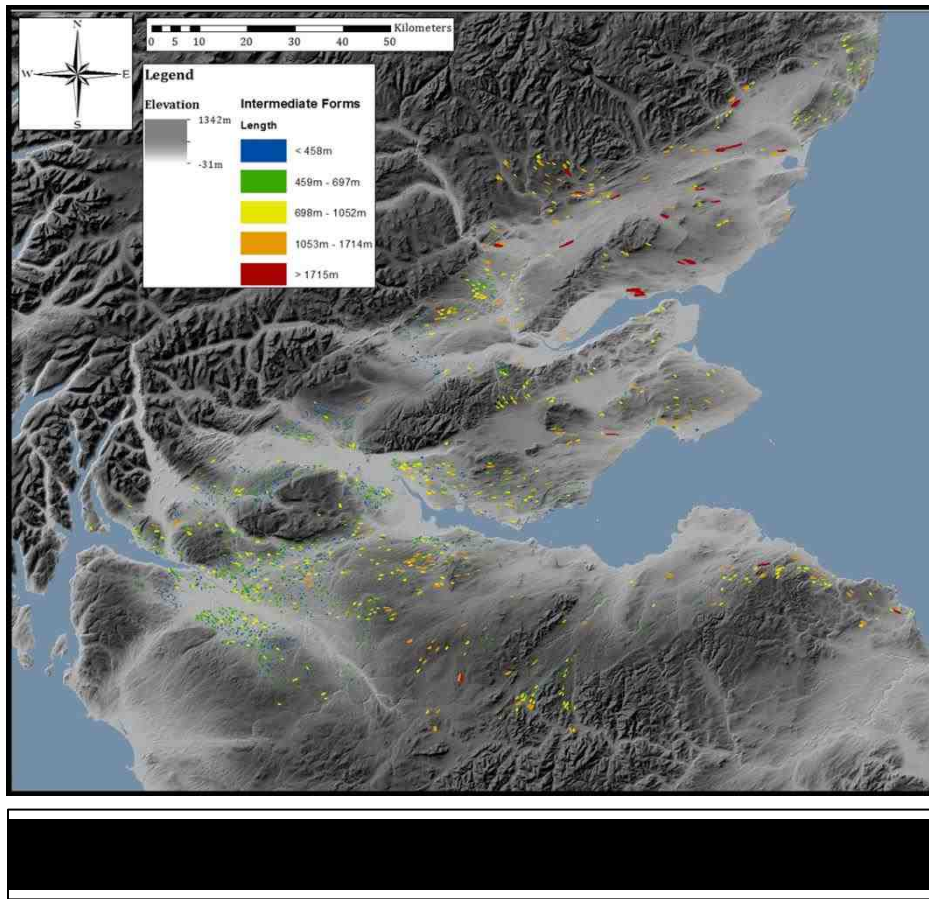 N
W E
S
Kilometers
0 5 10 20 30 40 50
Legend
Elevation
1342m
-31m
Intermediate Forms
Length
< 458m
459m - 697m
698m - 1052m
1053m - 1714m
> 1715m